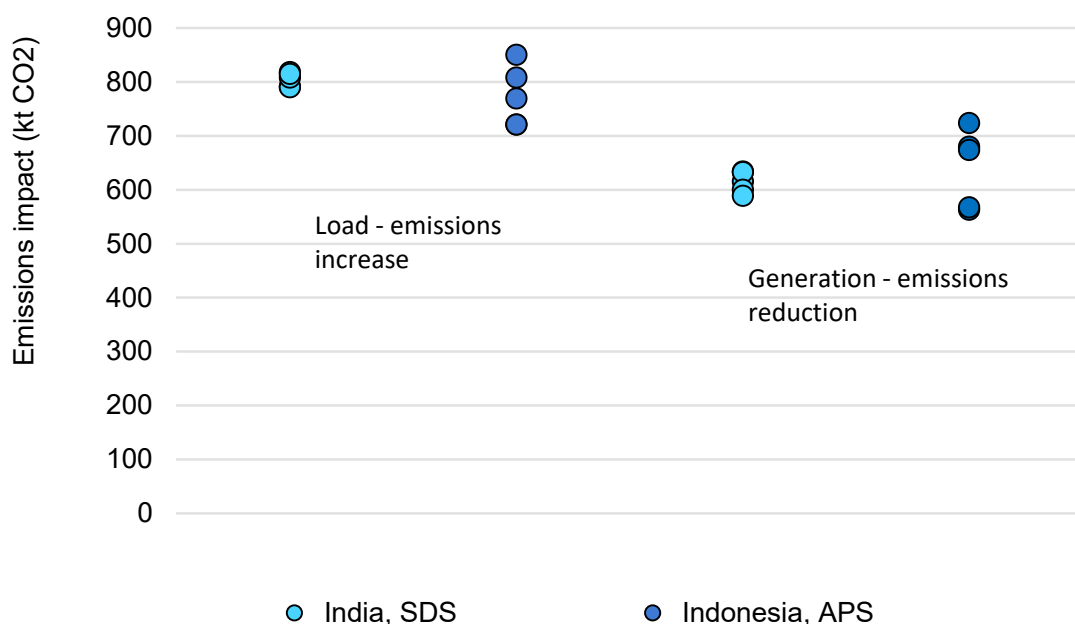 Emissions impact (kt CO2)
900
800
700
600
500
400
300
200
100
0
Load - emissions
increase
Generation - emissions
reduction
India, SDS
Indonesia, APS